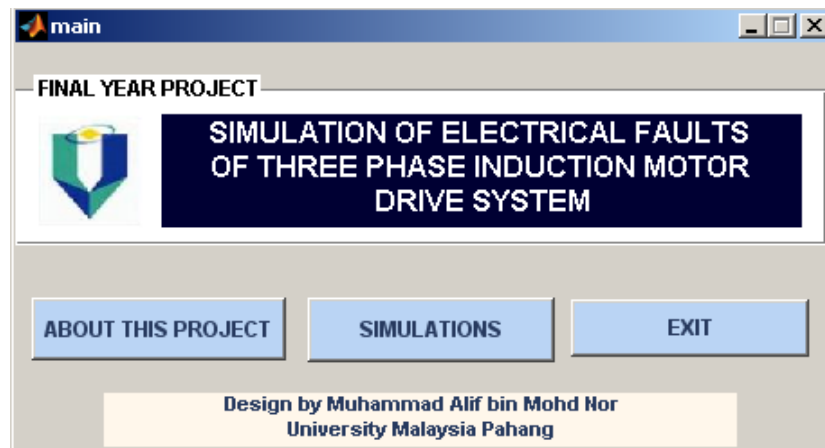 main
FINAL YEAR PROJECT
SIMULATION OF ELECTRICAL FAULTS
OF THREE PHASE INDUCTION MOTOR
DRIVE SYSTEM
ABOUT THIS PROJECT
SIMULATIONS
EXIT
Design by Muhammad Alif bin Mohd Nor
University Malaysia Pahang